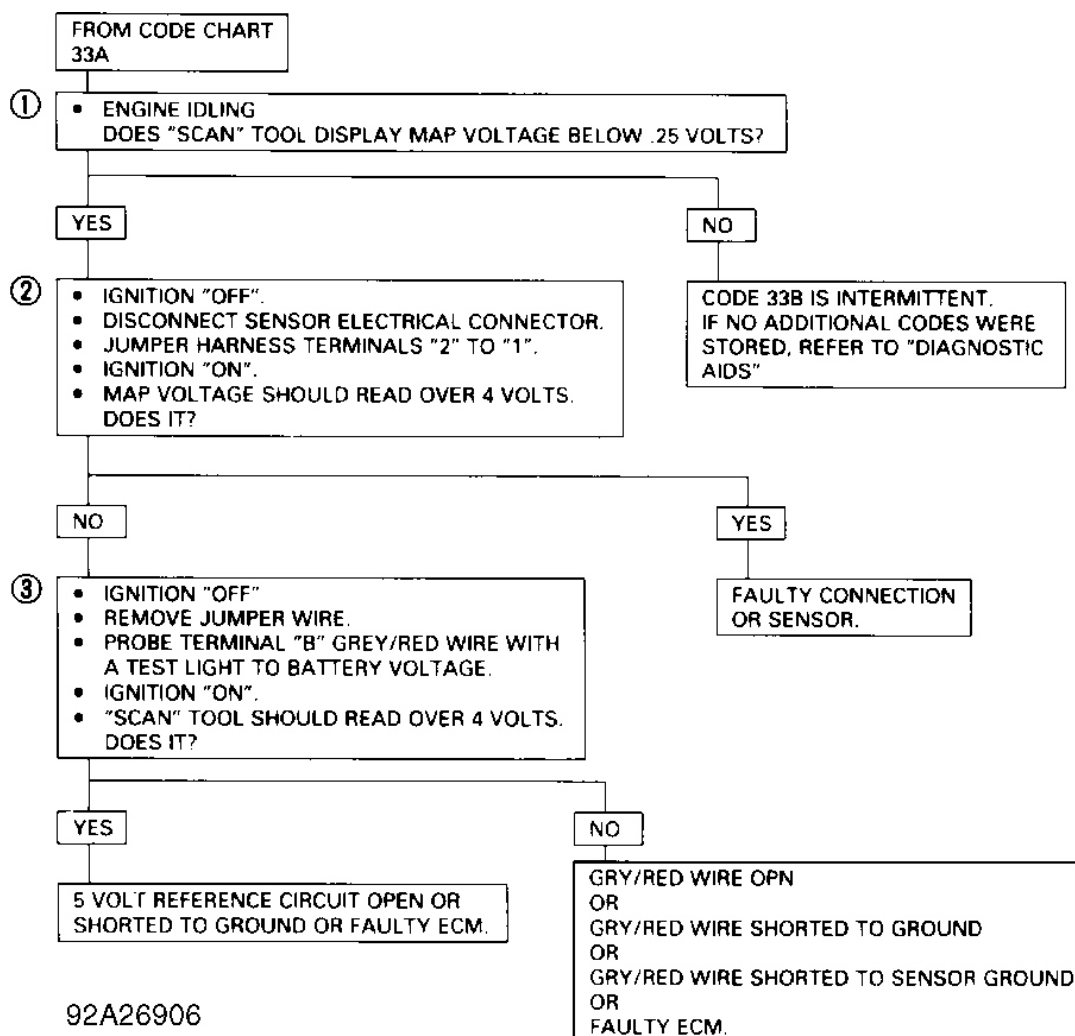 FROM CODE CHART
33A
①
• ENGINE IDLING
DOES "SCAN" TOOL DISPLAY MAP VOLTAGE BELOW .25 VOLTS?
YES
NO
②
• IGNITION "OFF".
• DISCONNECT SENSOR ELECTRICAL CONNECTOR.
• JUMPER HARNESS TERMINALS "2" TO "1".
• IGNITION "ON".
• MAP VOLTAGE SHOULD READ OVER 4 VOLTS.
DOES IT?
CODE 33B IS INTERMITTENT.
IF NO ADDITIONAL CODES WERE
STORED, REFER TO "DIAGNOSTIC
AIDS"
NO
YES
③
• IGNITION "OFF"
• REMOVE JUMPER WIRE.
• PROBE TERMINAL "B" GREY/RED WIRE WITH
A TEST LIGHT TO BATTERY VOLTAGE.
• IGNITION "ON".
• "SCAN" TOOL SHOULD READ OVER 4 VOLTS.
DOES IT?
FAULTY CONNECTION
OR SENSOR.
YES
NO
5 VOLT REFERENCE CIRCUIT OPEN OR
SHORTED TO GROUND OR FAULTY ECM.
GRY/RED WIRE OPN
OR
GRY/RED WIRE SHORTED TO GROUND
OR
GRY/RED WIRE SHORTED TO SENSOR GROUND
OR
FAULTY ECM.
92A26906